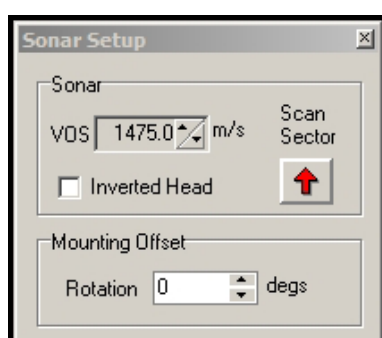 Sonar Setup
Sonar
VOS 1475.0 m/s
Scan
Sector
Inverted Head
Mounting Offset
Rotation 0 degs